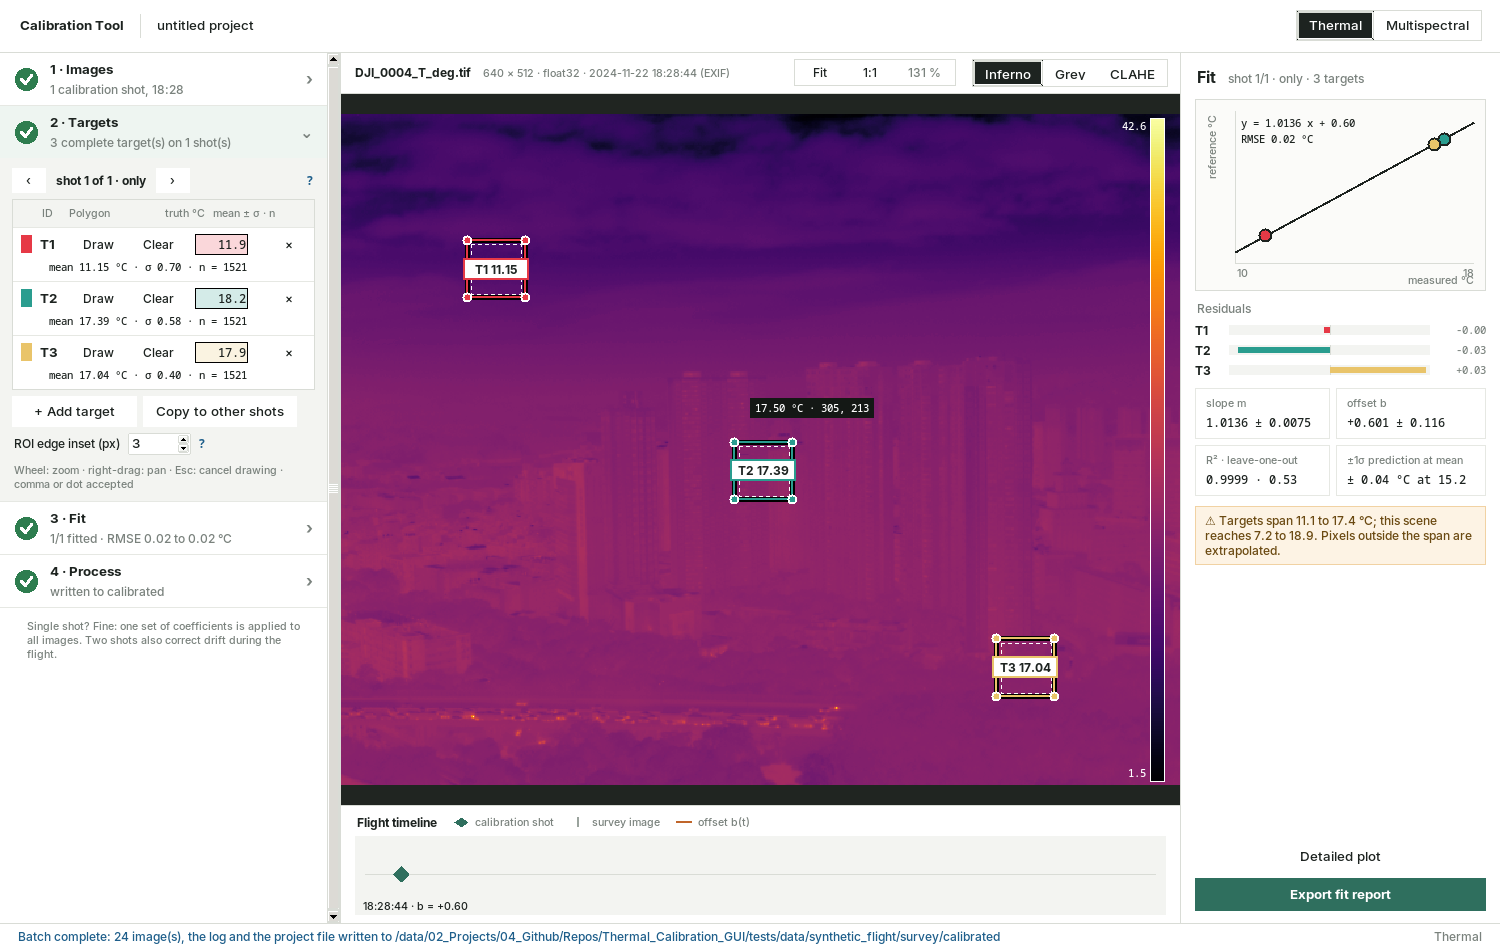 Calibration Tool
untitled project
Thermal
Multispectral
1 · Images
1 calibration shot, 18:28
2 · Targets
3 complete target(s) on 1 shot(s)
shot 1 of 1 · only
?
ID Polygon truth °C mean ± σ · n
T1 Draw Clear 11.9 ×
mean 11.15 °C · σ 0.70 · n = 1521
T2 Draw Clear 18.2 ×
mean 17.39 °C · σ 0.58 · n = 1521
T3 Draw Clear 17.9 ×
mean 17.04 °C · σ 0.40 · n = 1521
+ Add target
Copy to other shots
ROI edge inset (px) 3 ?
Wheel: zoom · right-drag: pan · Esc: cancel drawing ·
comma or dot accepted
3 · Fit
1/1 fitted · RMSE 0.02 to 0.02 °C
4 · Process
written to calibrated
Single shot? Fine: one set of coefficients is applied to
all images. Two shots also correct drift during the
flight.
DJI_0004_T_deg.tif 640 × 512 · float32 · 2024-11-22 18:28:44 (EXIF)
Fit 1:1 131 %
Inferno Grey CLAHE
42.6
T1 11.15
17.50 °C · 305, 213
T2 17.39
T3 17.04
1.5
Flight timeline calibration shot survey image offset b(t)
18:28:44 · b = +0.60
Fit shot 1/1 · only · 3 targets
y = 1.0136 x + 0.60
RMSE 0.02 °C
reference °C
10 18
measured °C
Residuals
T1 -0.00
T2 -0.03
T3 +0.03
slope m
1.0136 ± 0.0075
offset b
+0.601 ± 0.116
R² · leave-one-out
0.9999 · 0.53
±1σ prediction at mean
± 0.04 °C at 15.2
⚠ Targets span 11.1 to 17.4 °C; this scene
reaches 7.2 to 18.9. Pixels outside the span are
extrapolated.
Detailed plot
Export fit report
Batch complete: 24 image(s), the log and the project file written to /data/02_Projects/04_Github/Repos/Thermal_Calibration_GUI/tests/data/synthetic_flight/survey/calibrated
Thermal